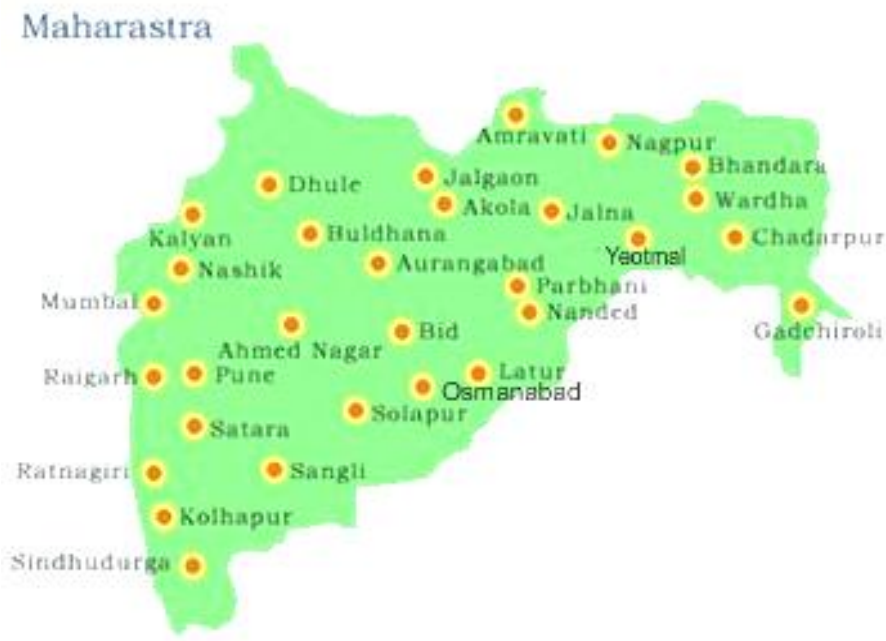 Maharastra
Amravati
Nagpur
Bhandara
Jalgaon
Dhule
Wardha
Akola
Jalna
Kalyan
Buldhana
Chadarpur
Yeotmal
Aurangabad
Nashik
Parbhani
Mumbai
Nanded
Bid
Gadchiroli
Ahmed Nagar
Raigarh
Pune
Latur
Osmanabad
Solapur
Satara
Ratnagiri
Sangli
Kolhapur
Sindhudurga